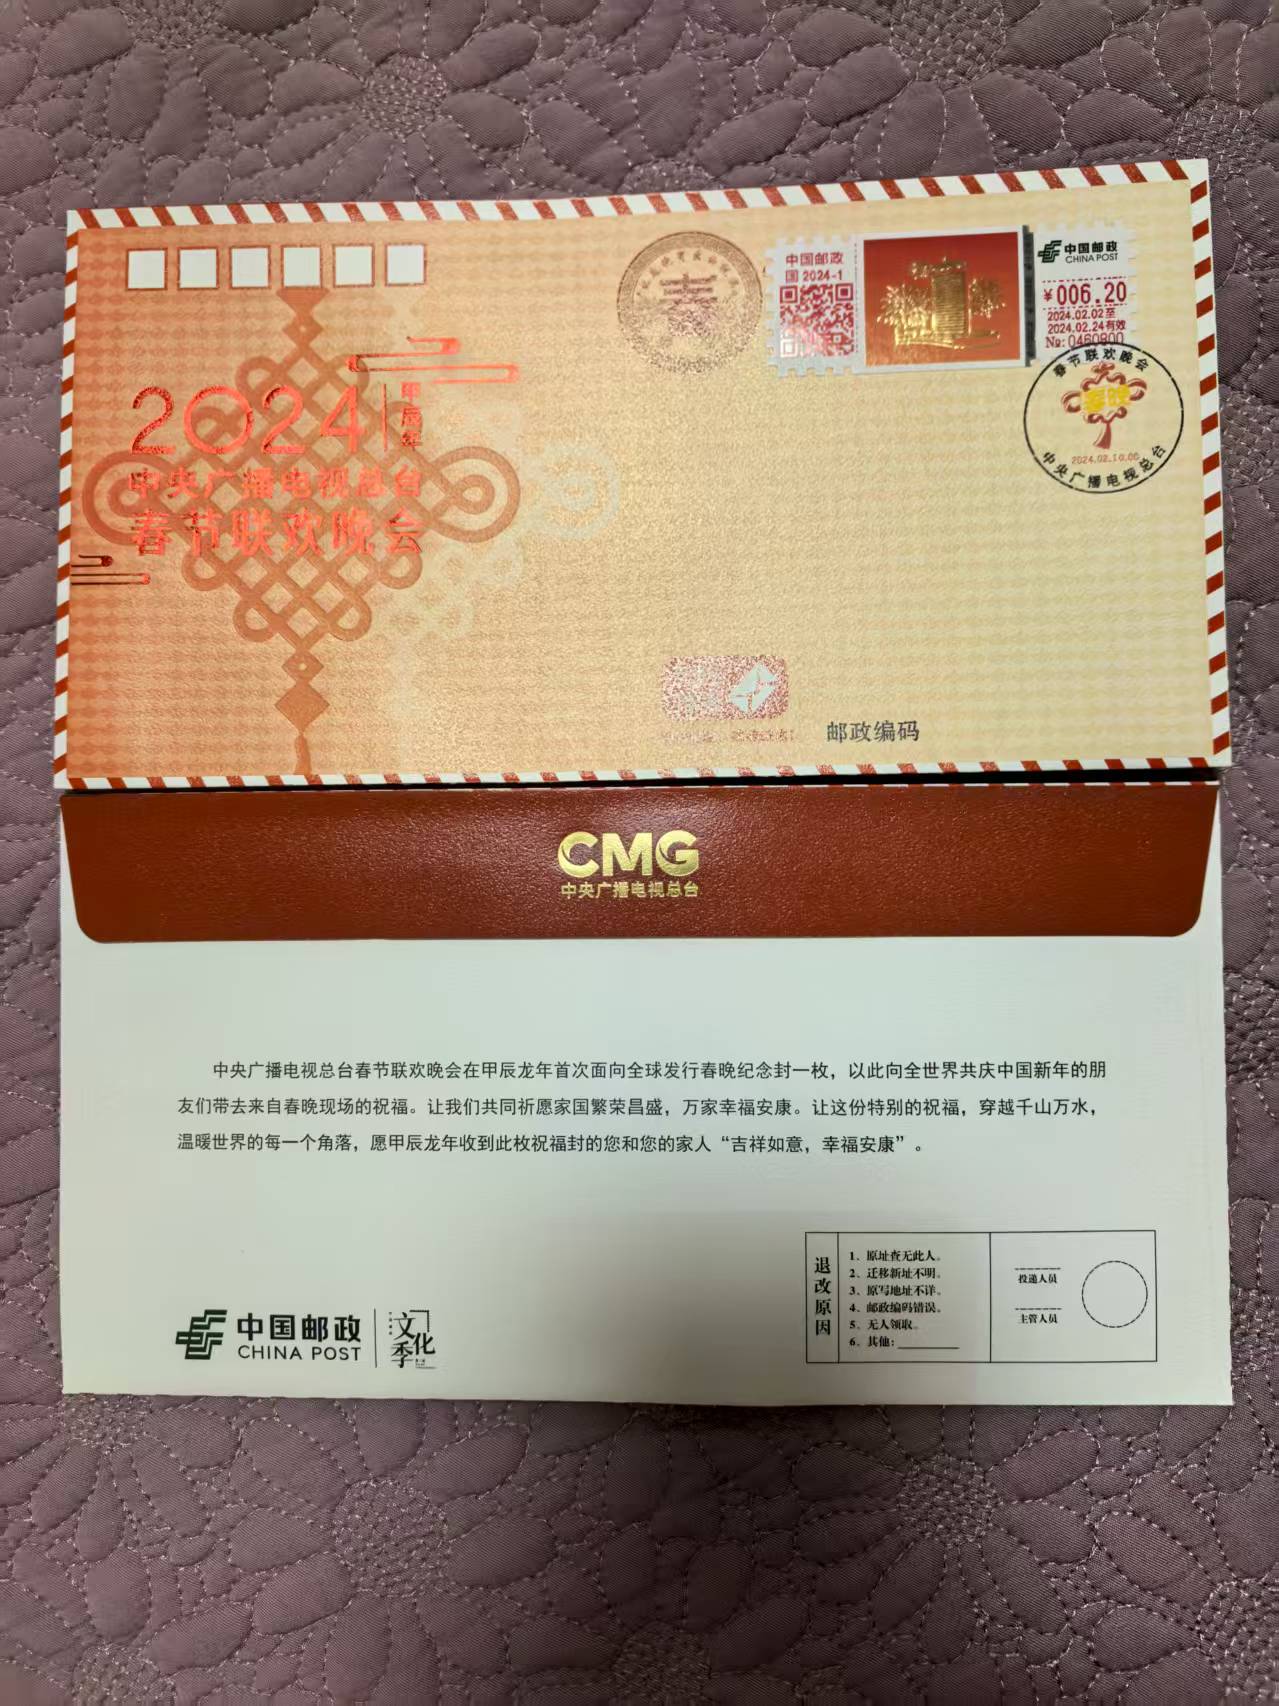 中国邮政
国 2024-1
中国邮政
CHINA POST
¥006.20
2024.02.02至
2024.02.24有效
№:0460800
春节联欢晚会
春晚
2024.02.10.00
中央广播电视总台
春
2024
甲辰年
中央广播电视总台
春节联欢晚会
邮政编码
CMG
中央广播电视总台
中央广播电视总台春节联欢晚会在甲辰龙年首次面向全球发行春晚纪念封一枚，以此向全世界共庆中国新年的朋
友们带去来自春晚现场的祝福。让我们共同祈愿家国繁荣昌盛，万家幸福安康。让这份特别的祝福，穿越千山万水，
温暖世界的每一个角落，愿甲辰龙年收到此枚祝福封的您和您的家人“吉祥如意，幸福安康”。
中国邮政
CHINA POST
文化季
退改原因
1、原址查无此人。
2、迁移新址不明。
3、原写地址不详。
4、邮政编码错误。
5、无人领取。
6、其他：
投递人员
主管人员